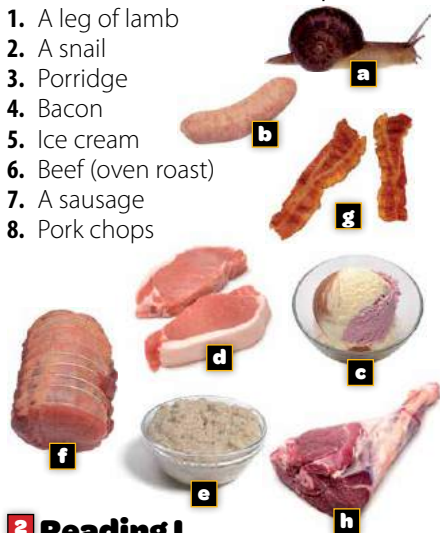 1. A leg of lamb
2. A snail
3. Porridge
4. Bacon
5. Ice cream
6. Beef (oven roast)
7. A sausage
8. Pork chops
a
b
g
d
c
f
e
h
2 Reading I